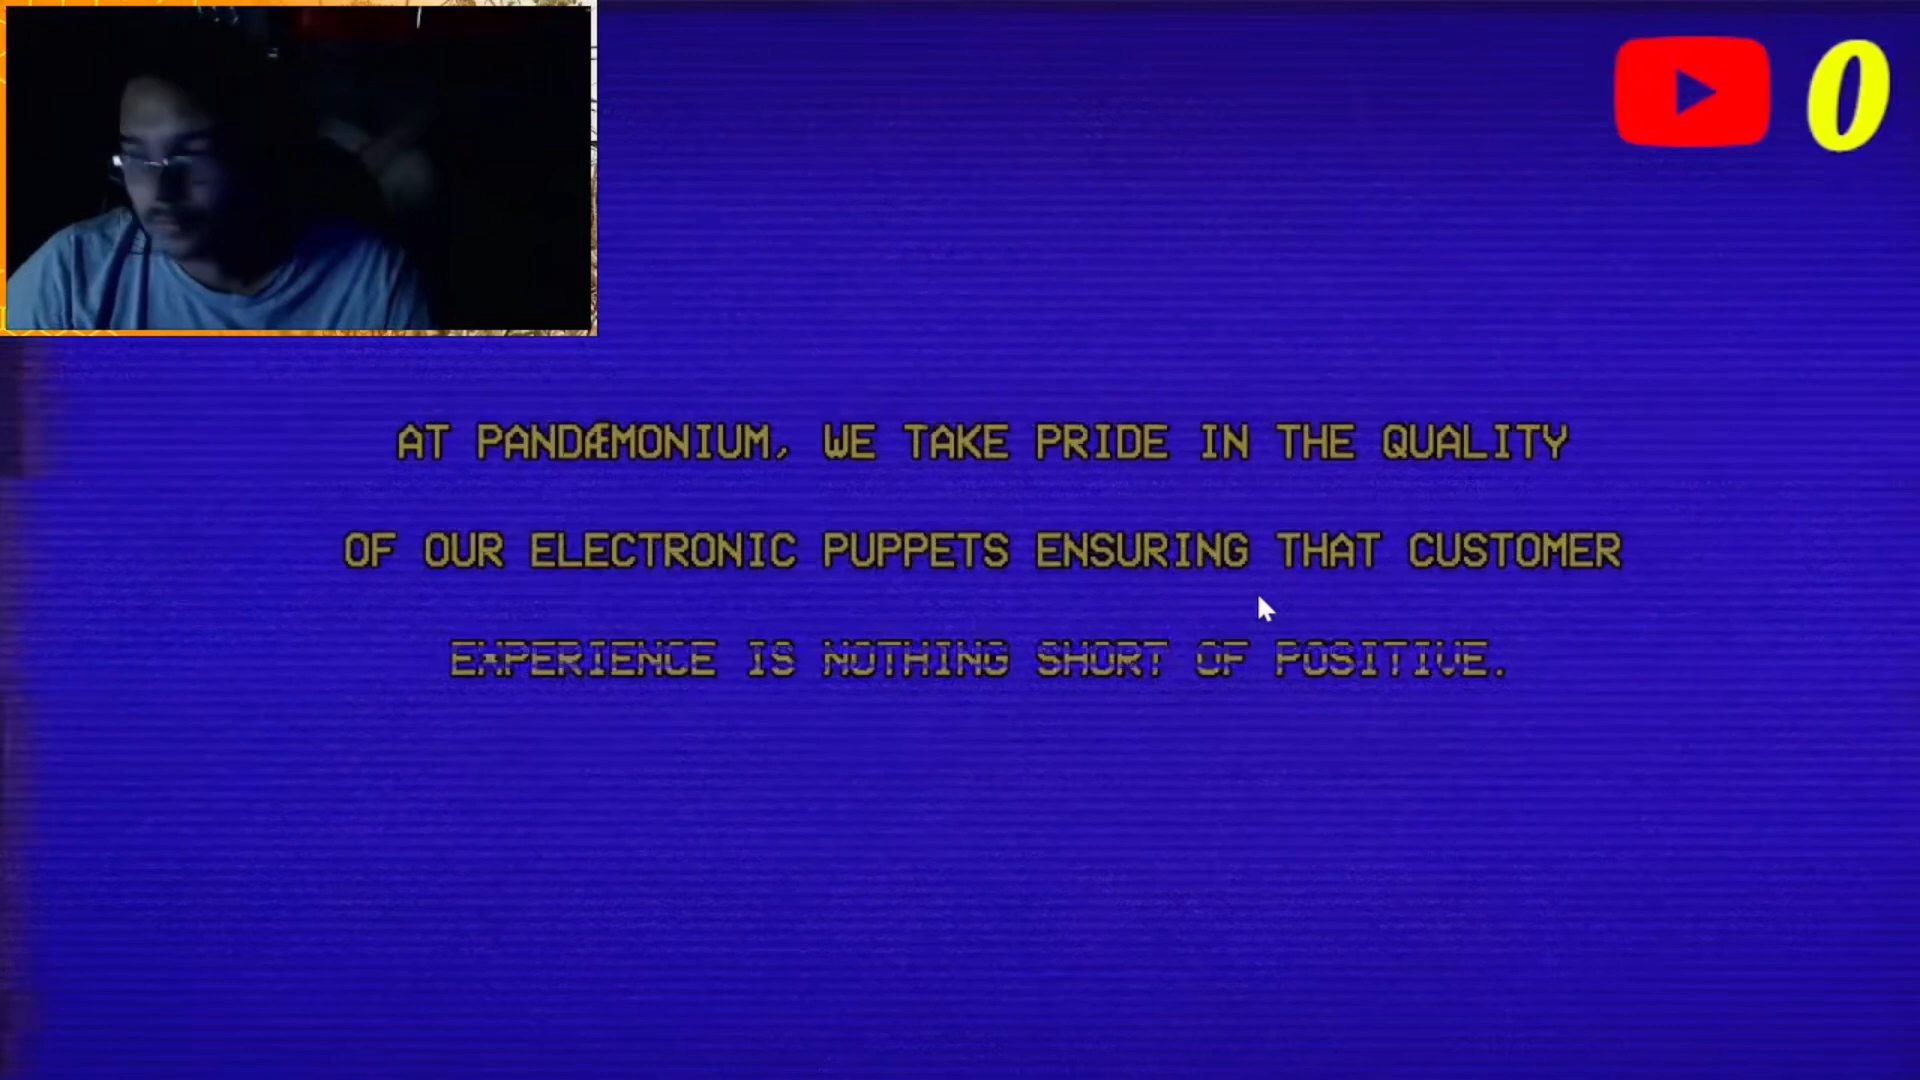 0
AT PANDÆMONIUM, WE TAKE PRIDE IN THE QUALITY
OF OUR ELECTRONIC PUPPETS ENSURING THAT CUSTOMER
EXPERIENCE IS NOTHING SHORT OF POSITIVE.